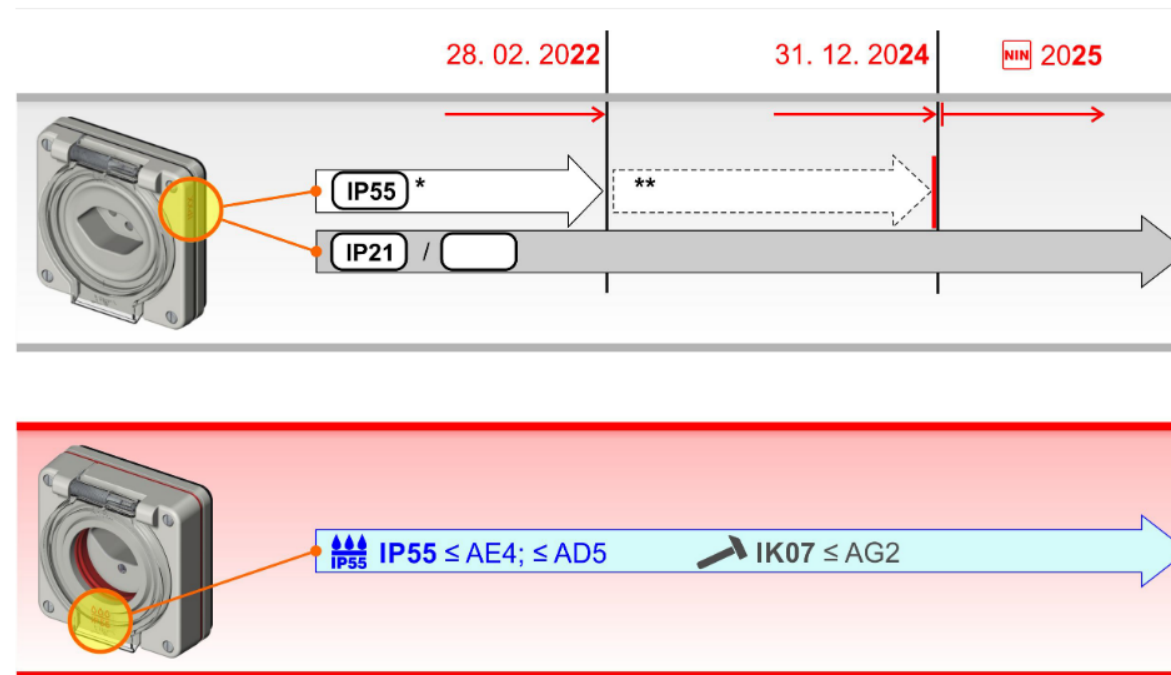 28. 02. 2022
31. 12. 2024
NIN 2025
IP55 *
**
IP21 /
IP55 IP55 ≤ AE4; ≤ AD5
IK07 ≤ AG2